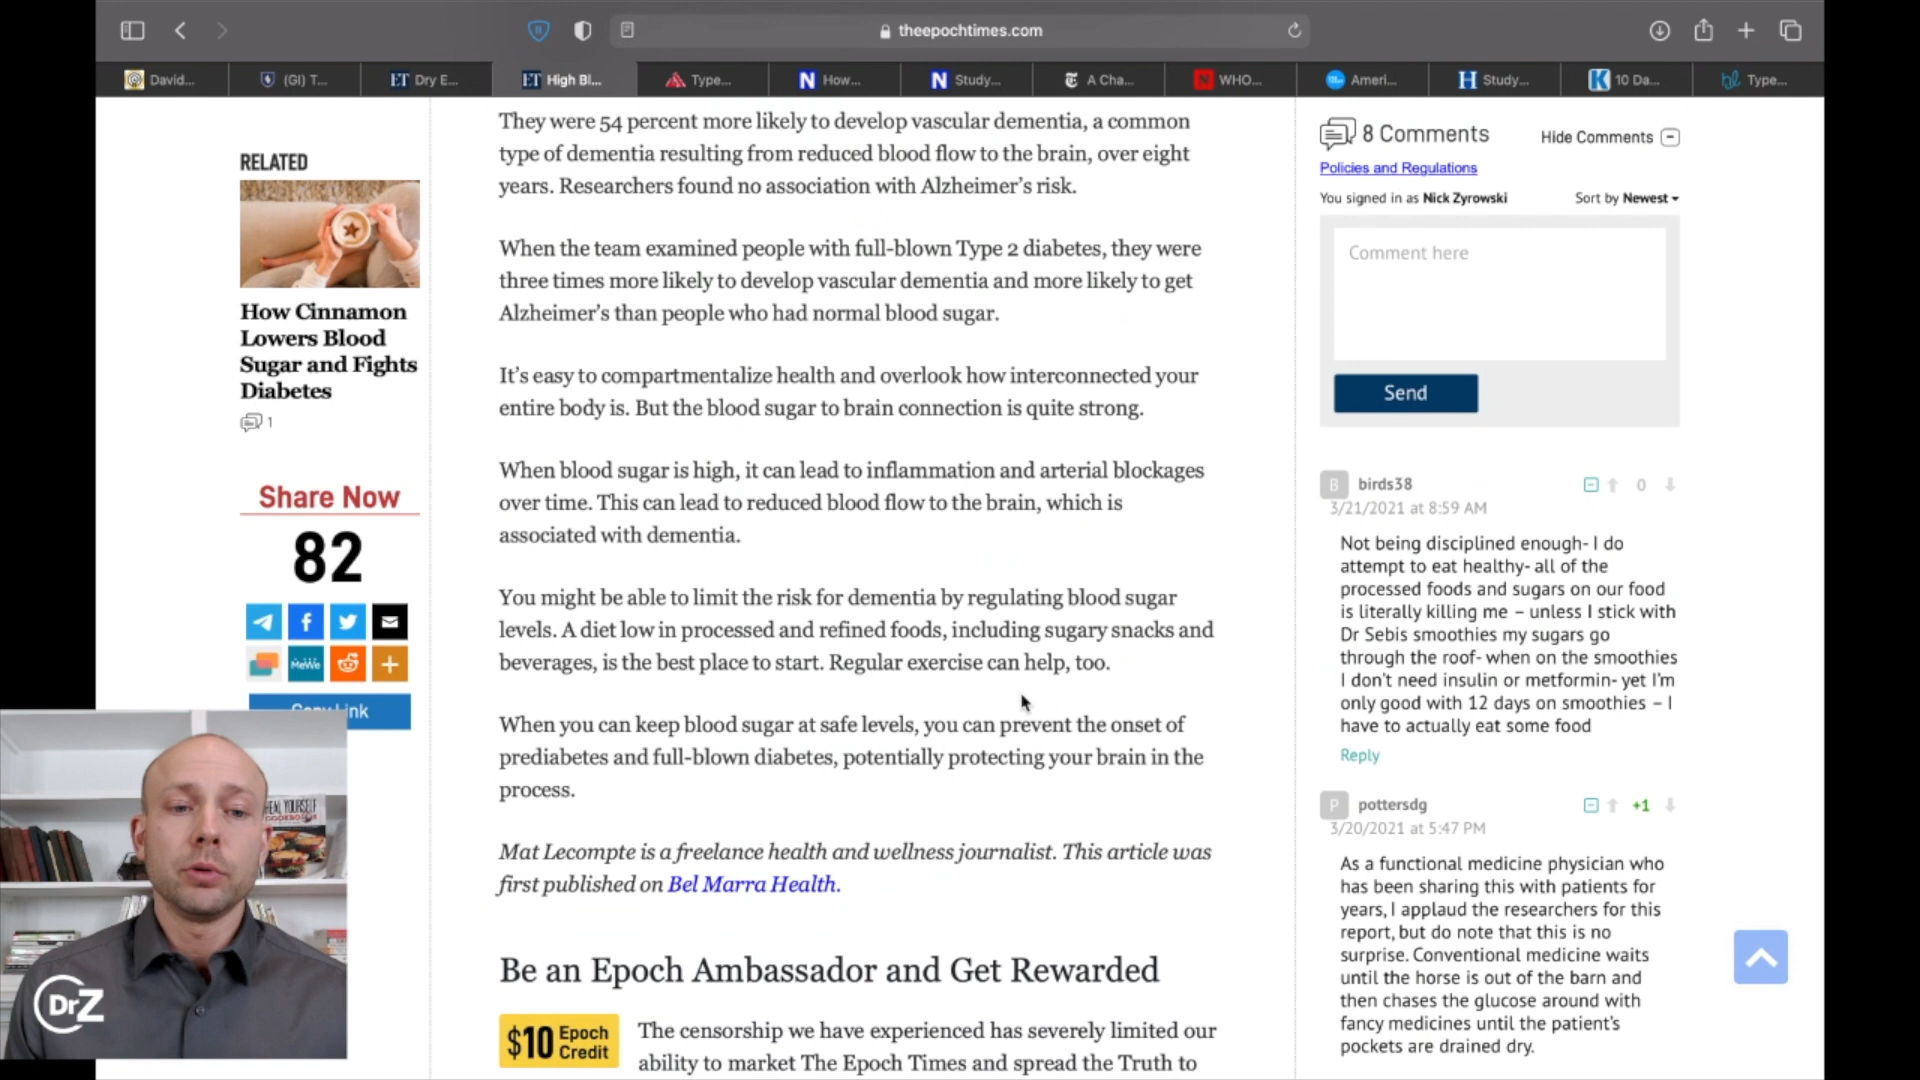 theepochtimes.com
David...
(GI) T...
ET Dry E...
ET High Bl...
Type...
N How...
N Study...
A Cha...
N WHO...
Ameri...
H Study...
K 10 Da...
hl Type...
RELATED
How Cinnamon
Lowers Blood
Sugar and Fights
Diabetes
1
Share Now
82
MeWe
Copy Link
They were 54 percent more likely to develop vascular dementia, a common
type of dementia resulting from reduced blood flow to the brain, over eight
years. Researchers found no association with Alzheimer's risk.
When the team examined people with full-blown Type 2 diabetes, they were
three times more likely to develop vascular dementia and more likely to get
Alzheimer's than people who had normal blood sugar.
It's easy to compartmentalize health and overlook how interconnected your
entire body is. But the blood sugar to brain connection is quite strong.
When blood sugar is high, it can lead to inflammation and arterial blockages
over time. This can lead to reduced blood flow to the brain, which is
associated with dementia.
You might be able to limit the risk for dementia by regulating blood sugar
levels. A diet low in processed and refined foods, including sugary snacks and
beverages, is the best place to start. Regular exercise can help, too.
When you can keep blood sugar at safe levels, you can prevent the onset of
prediabetes and full-blown diabetes, potentially protecting your brain in the
process.
Mat Lecompte is a freelance health and wellness journalist. This article was
first published on Bel Marra Health.
Be an Epoch Ambassador and Get Rewarded
$10 Epoch
Credit
The censorship we have experienced has severely limited our
ability to market The Epoch Times and spread the Truth to
8 Comments
Hide Comments
Policies and Regulations
You signed in as Nick Zyrowski
Sort by Newest
Comment here
Send
B birds38
0
3/21/2021 at 8:59 AM
Not being disciplined enough- I do
attempt to eat healthy- all of the
processed foods and sugars on our food
is literally killing me – unless I stick with
Dr Sebis smoothies my sugars go
through the roof- when on the smoothies
I don't need insulin or metformin- yet I'm
only good with 12 days on smoothies – I
have to actually eat some food
Reply
P pottersdg
+1
3/20/2021 at 5:47 PM
As a functional medicine physician who
has been sharing this with patients for
years, I applaud the researchers for this
report, but do note that this is no
surprise. Conventional medicine waits
until the horse is out of the barn and
then chases the glucose around with
fancy medicines until the patient's
pockets are drained dry.
HEAL YOURSELF
COOKBOOK
DrZ